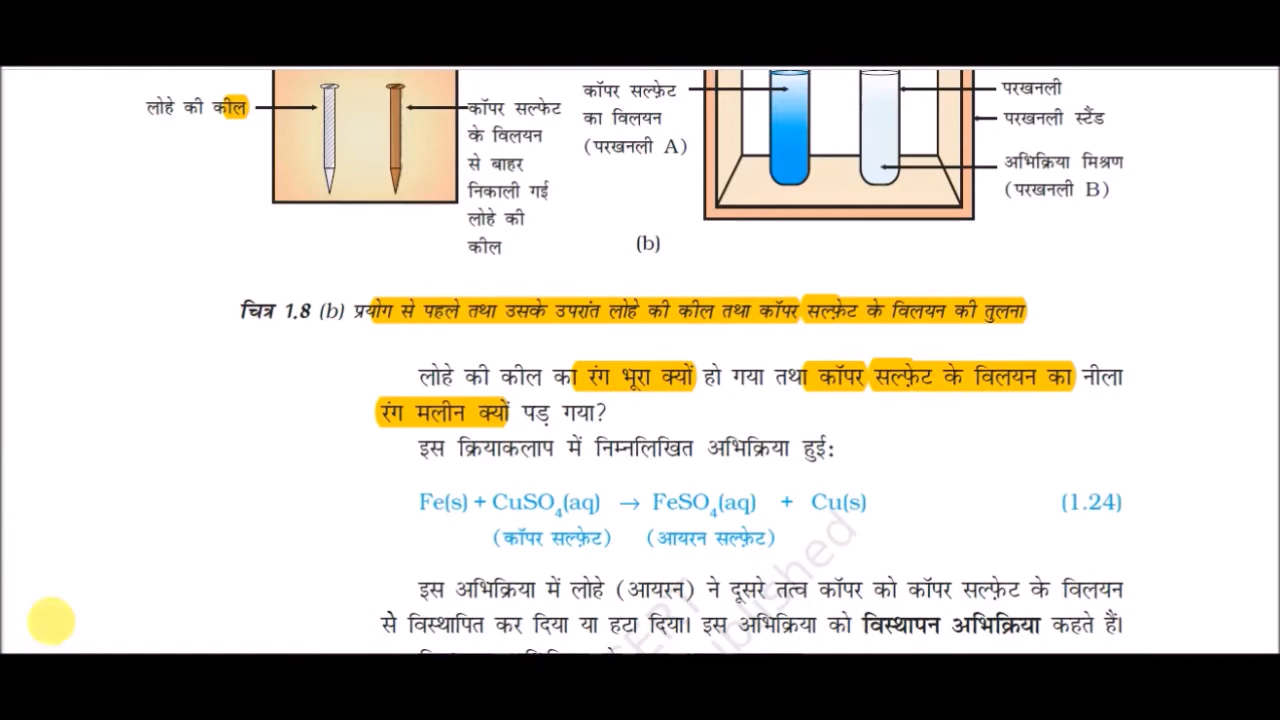 लोहे की कील
कॉपर सल्फेट
के विलयन
से बाहर
निकाली गई
लोहे की
कील
कॉपर सल्फ़ेट
का विलयन
(परखनली A)
परखनली
परखनली स्टैंड
अभिक्रिया मिश्रण
(परखनली B)
(b)
चित्र 1.8 (b) प्रयोग से पहले तथा उसके उपरांत लोहे की कील तथा कॉपर सल्फ़ेट के विलयन की तुलना
लोहे की कील का रंग भूरा क्यों हो गया तथा कॉपर सल्फ़ेट के विलयन का नीला
रंग मलीन क्यों पड़ गया?
इस क्रियाकलाप में निम्नलिखित अभिक्रिया हुई:
Fe(s) + CuSO₄(aq) → FeSO₄(aq) + Cu(s) (1.24)
(कॉपर सल्फ़ेट) (आयरन सल्फ़ेट)
इस अभिक्रिया में लोहे (आयरन) ने दूसरे तत्व कॉपर को कॉपर सल्फ़ेट के विलयन
से विस्थापित कर दिया या हटा दिया। इस अभिक्रिया को विस्थापन अभिक्रिया कहते हैं।